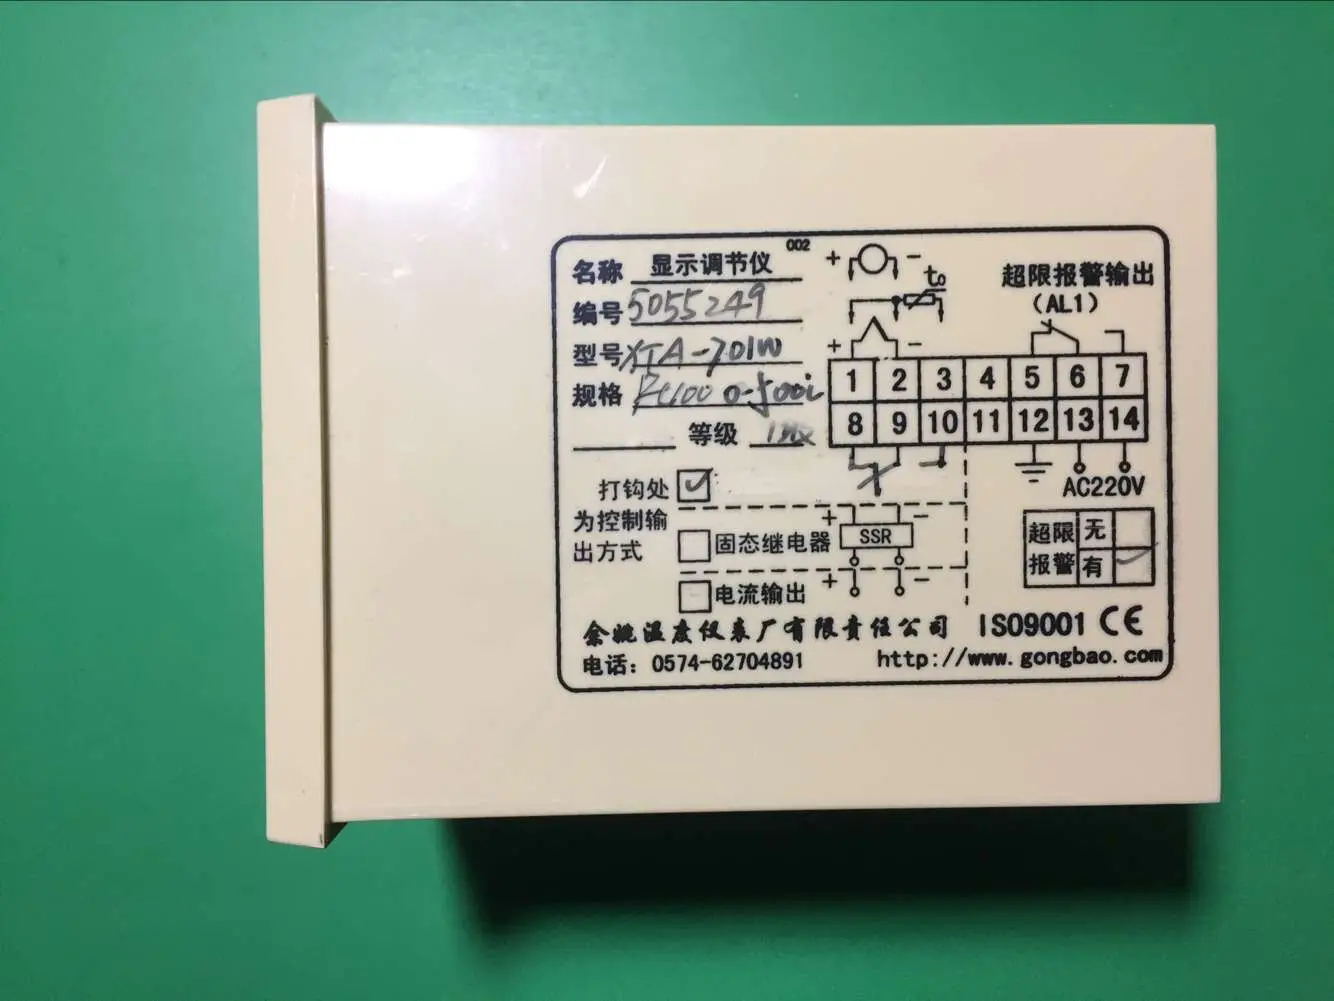 002
名称 显示调节仪
编号 5055249
型号 XTA-701W
规格 Pt100 0-500
等级 1级
+ -
t₀
超限报警输出
(AL1)
+ -
1 2 3 4 5 6 7
8 9 10 11 12 13 14
AC220V
打钩处
为控制输
出方式
固态继电器
+ SSR -
电流输出
+ -
超限报警
无
有
余姚温度仪表厂有限责任公司 ISO9001 CE
电话: 0574-62704891 http://www.gongbao.com